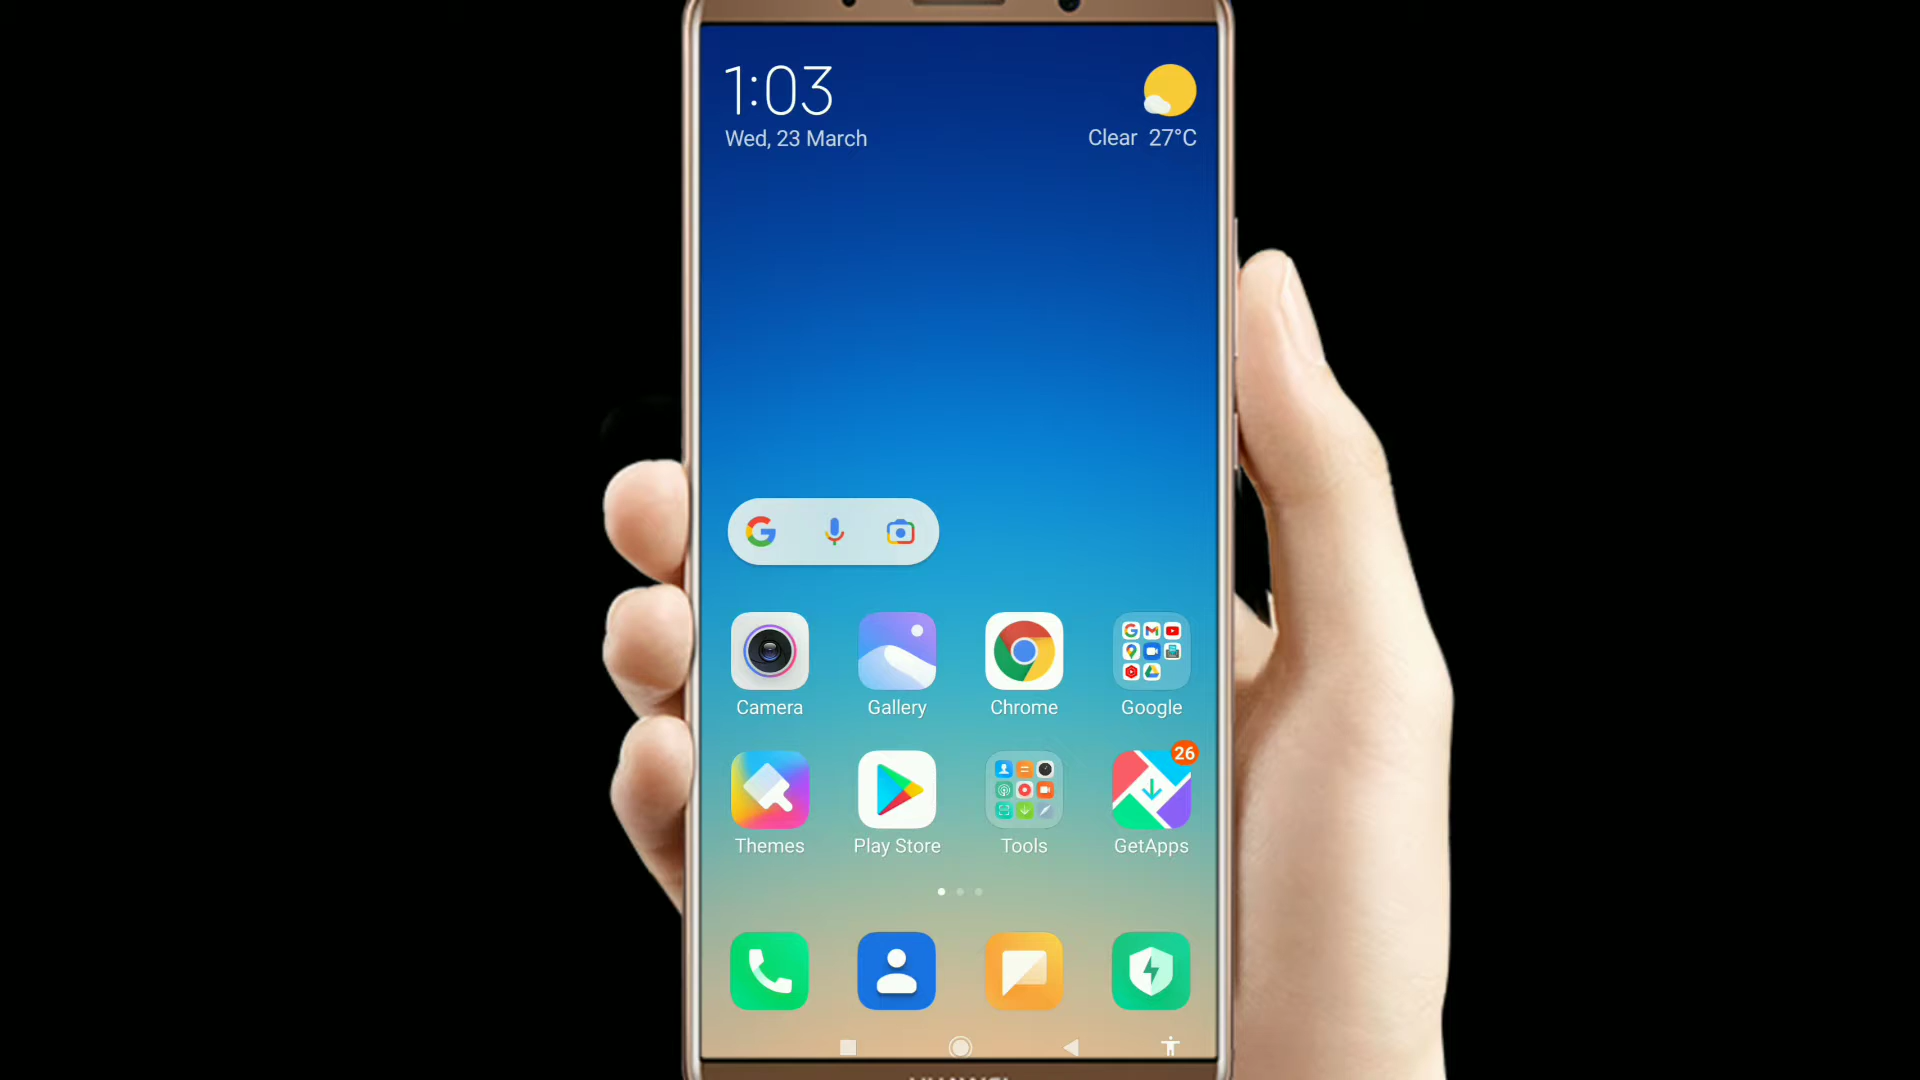 1:03
Wed, 23 March
Clear 27°C
Camera
Gallery
Chrome
Google
26
Themes
Play Store
Tools
GetApps